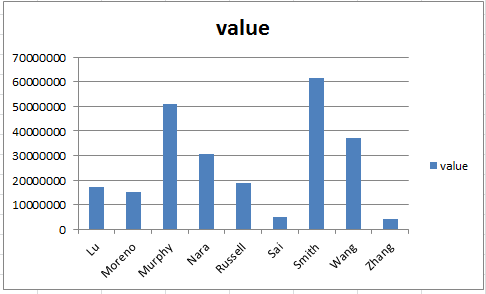 value
70000000
60000000
50000000
40000000
30000000
20000000
10000000
0
Lu
Moreno
Murphy
Nara
Russell
Sai
Smith
Wang
Zhang
value